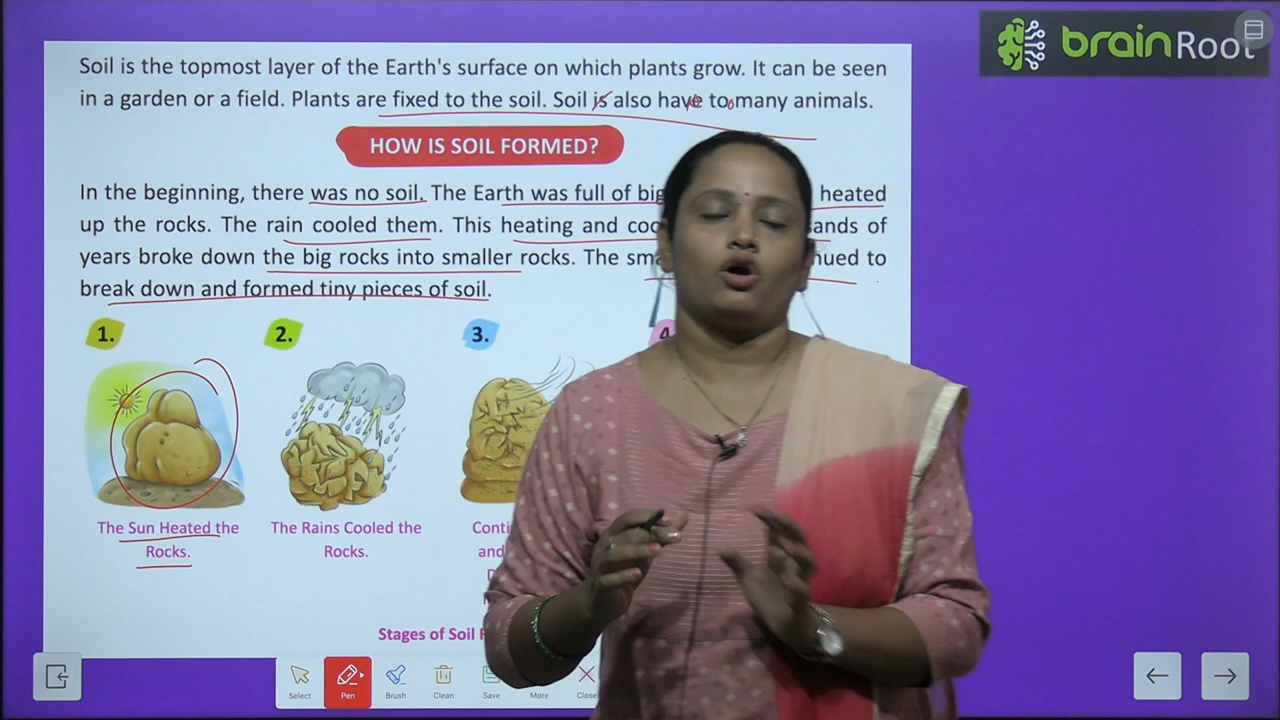 brainRoot
Soil is the topmost layer of the Earth's surface on which plants grow. It can be seen
in a garden or a field. Plants are fixed to the soil. Soil is also have to many animals.
HOW IS SOIL FORMED?
In the beginning, there was no soil. The Earth was full of big heated
up the rocks. The rain cooled them. This heating and of
years broke down the big rocks into smaller rocks. The to
break down and formed tiny pieces of soil.
1.
2.
3.
4
The Sun Heated the
Rocks.
The Rains Cooled the
Rocks.
and
Stages of Soil
Select
Pen
Brush
Clean
Save
More
Close